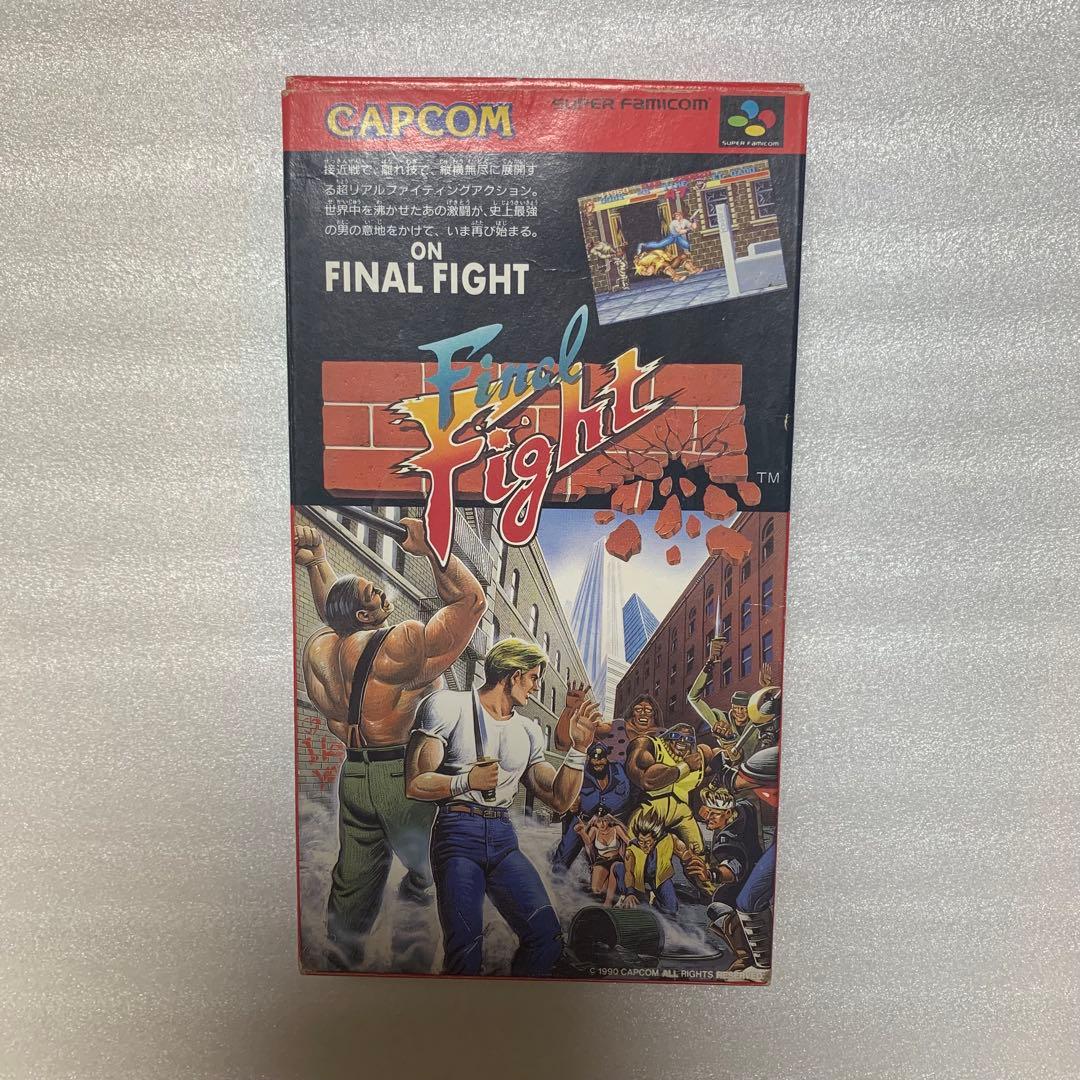 CAPCOM
SUPER FAMICOM
SUPER FAMICOM
接近戦で、離れ技で、縦横無尽に展開す
る超リアルファイティングアクション。
世界中を沸かせたあの激闘が、史上最強
の男の意地をかけて、いま再び始まる。
ON
FINAL FIGHT
Final
Fight
TM
© 1990 CAPCOM ALL RIGHTS RESERVED